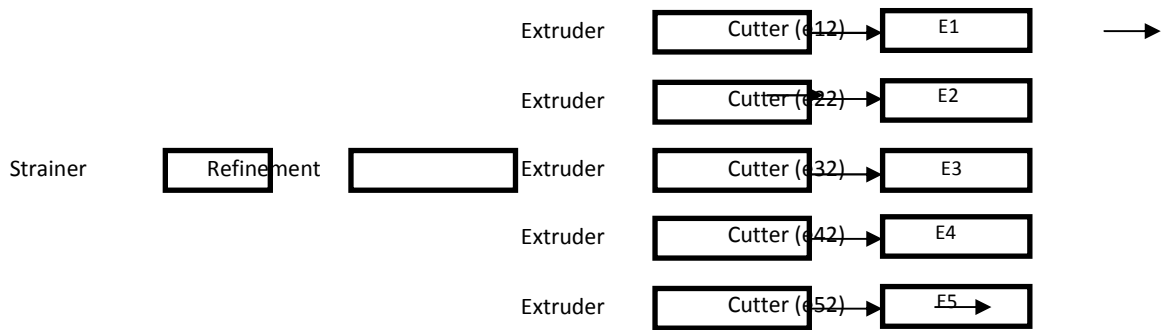 Extruder Cutter (e12) E1
Extruder Cutter (e22) E2
Strainer Refinement Extruder Cutter (e32) E3
Extruder Cutter (e42) E4
Extruder Cutter (e52) E5